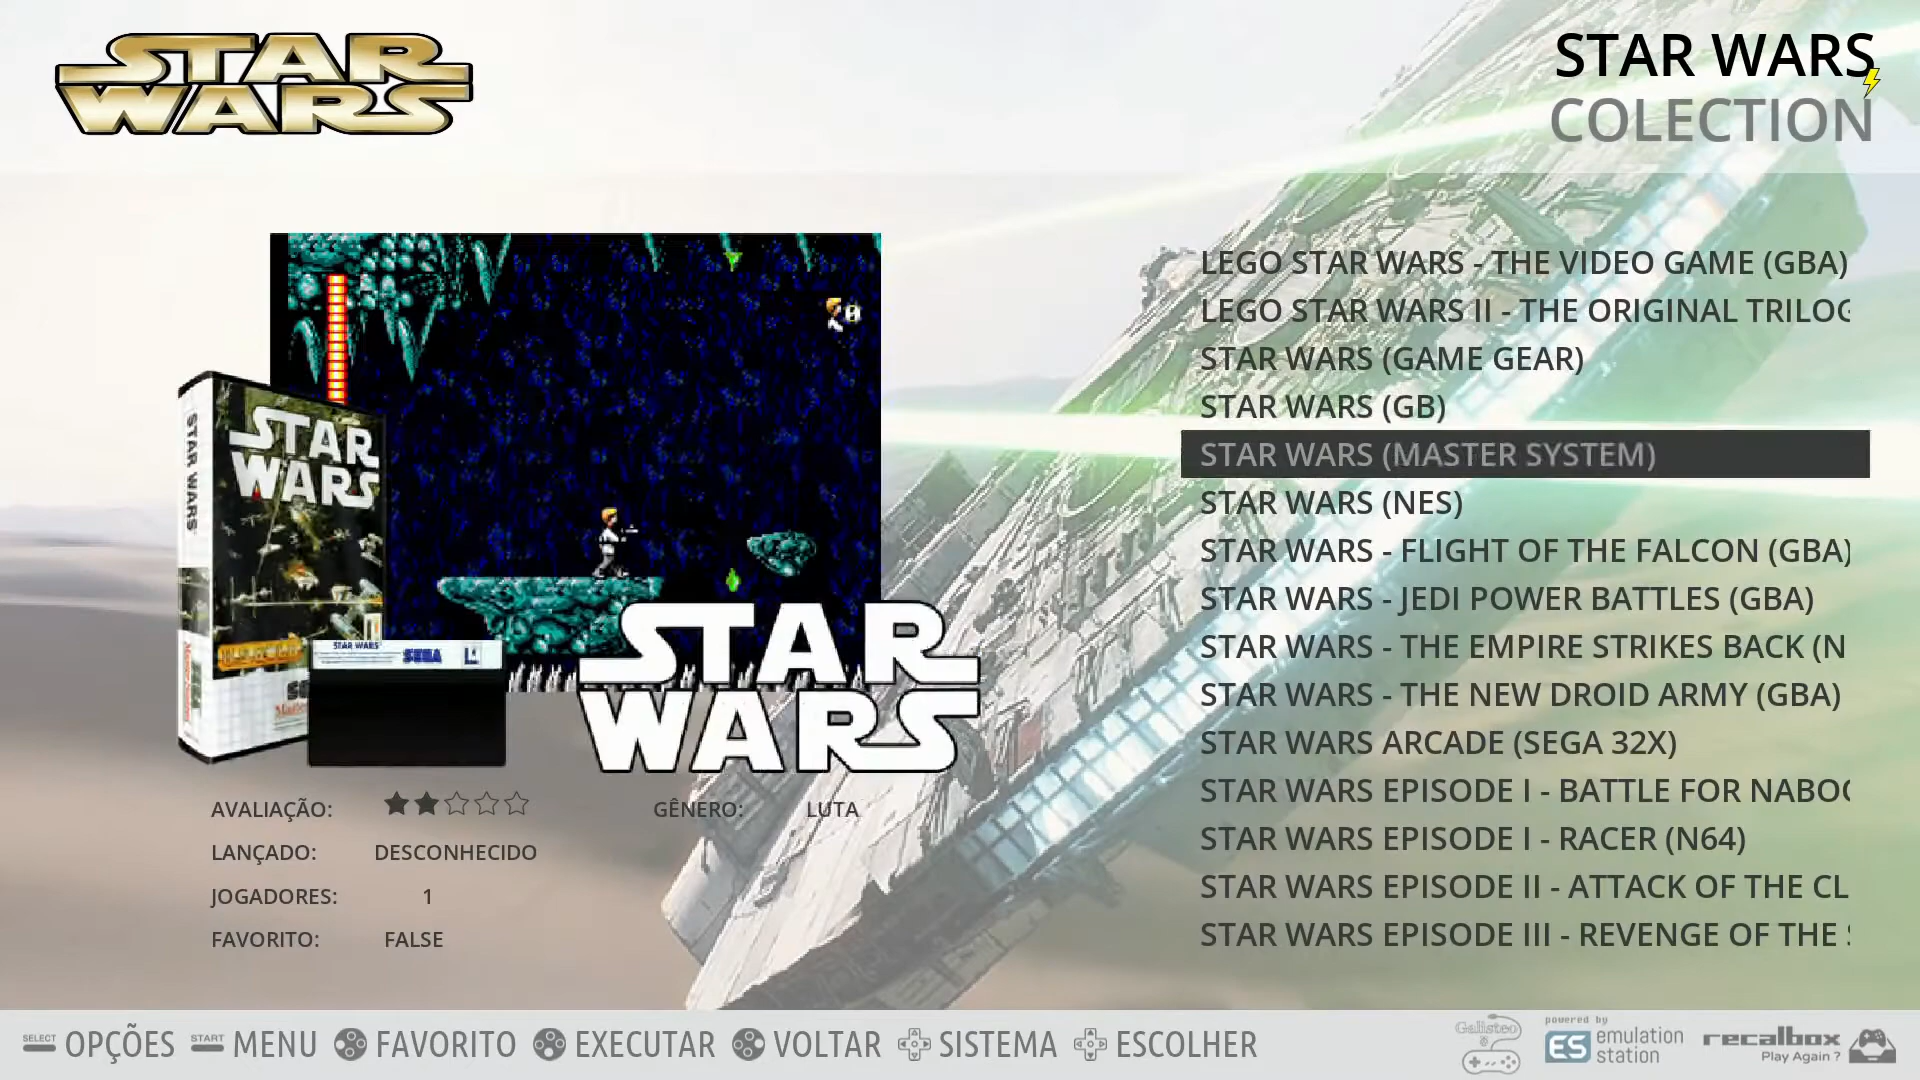 STAR WARS
STAR WARS
COLECTION
LEGO STAR WARS - THE VIDEO GAME (GBA)
LEGO STAR WARS II - THE ORIGINAL TRILOG
STAR WARS (GAME GEAR)
STAR WARS (GB)
STAR WARS (MASTER SYSTEM)
STAR WARS (NES)
STAR WARS - FLIGHT OF THE FALCON (GBA)
STAR WARS - JEDI POWER BATTLES (GBA)
STAR WARS - THE EMPIRE STRIKES BACK (N
STAR WARS - THE NEW DROID ARMY (GBA)
STAR WARS ARCADE (SEGA 32X)
STAR WARS EPISODE I - BATTLE FOR NABOO
STAR WARS EPISODE I - RACER (N64)
STAR WARS EPISODE II - ATTACK OF THE CL
STAR WARS EPISODE III - REVENGE OF THE
STAR WARS
STAR WARS
STAR WARS
SEGA
STAR WARS
AVALIAÇÃO:
GÊNERO: LUTA
LANÇADO: DESCONHECIDO
JOGADORES: 1
FAVORITO: FALSE
SELECT OPÇÕES START MENU FAVORITO EXECUTAR VOLTAR SISTEMA ESCOLHER
Galisteo
powered by
ES emulation station
recalbox
Play Again ?